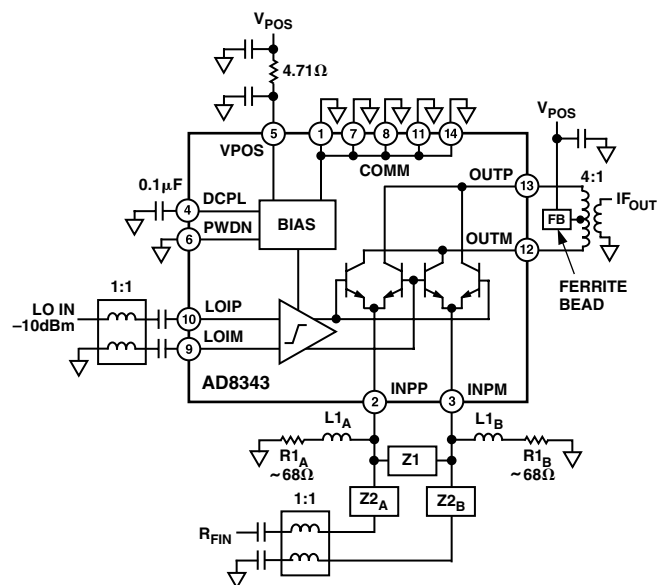 VPOS
4.71Ω
5
1
7
8
11
14
VPOS
COMM
VPOS
4:1
0.1µF
4
DCPL
OUTP
13
IFOUT
BIAS
FB
6
PWDN
OUTM
12
FERRITE
BEAD
1:1
LO IN
–10dBm
10
LOIP
9
LOIM
AD8343
INPP
INPM
2
3
L1A
L1B
R1A
~68Ω
Z1
R1B
~68Ω
1:1
Z2A
Z2B
RFIN